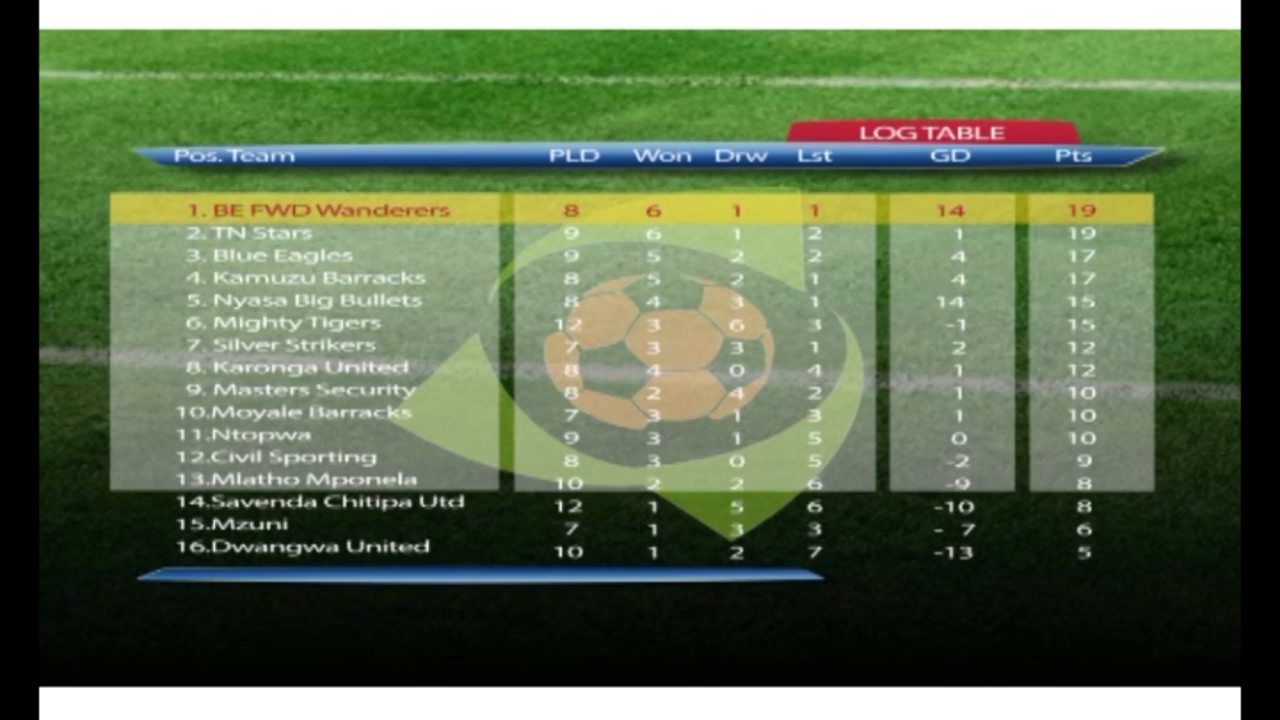 LOG TABLE
Pos. Team PLD Won Drw Lst GD Pts
1. BE FWD Wanderers 8 6 1 1 14 19
2. TN Stars 9 6 1 2 1 19
3. Blue Eagles 9 5 2 2 4 17
4. Kamuzu Barracks 8 5 2 1 4 17
5. Nyasa Big Bullets 8 4 3 1 14 15
6. Mighty Tigers 12 3 6 3 -1 15
7. Silver Strikers 7 3 3 1 2 12
8. Karonga United 8 4 0 4 1 12
9. Masters Security 8 2 4 2 1 10
10.Moyale Barracks 7 3 1 3 1 10
11.Ntopwa 9 3 1 5 0 10
12.Civil Sporting 8 3 0 5 -2 9
13.Mlatho Mponela 10 2 2 6 -9 8
14.Savenda Chitipa Utd 12 1 5 6 -10 8
15.Mzuni 7 1 3 3 - 7 6
16.Dwangwa United 10 1 2 7 -13 5